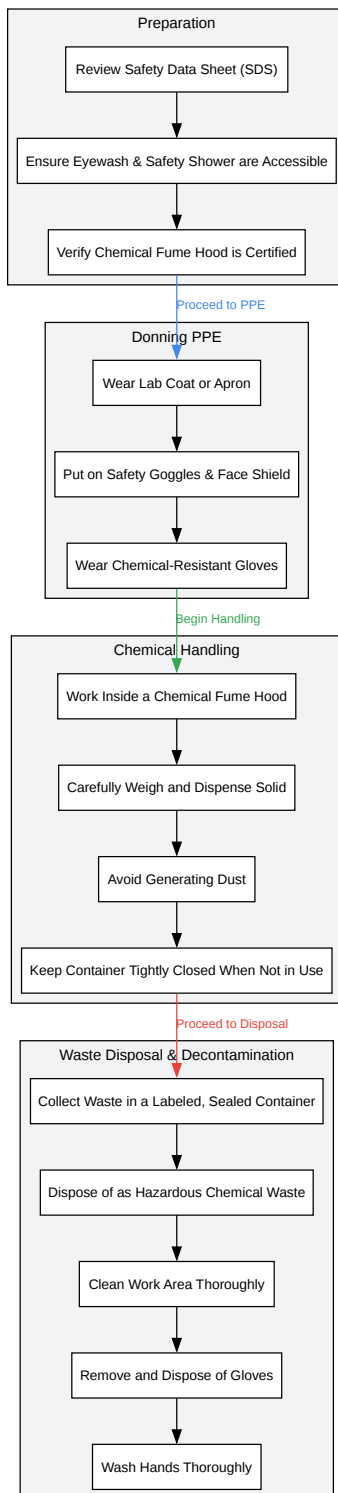 Preparation
Review Safety Data Sheet (SDS)
Ensure Eyewash & Safety Shower are Accessible
Verify Chemical Fume Hood is Certified
Proceed to PPE
Donning PPE
Wear Lab Coat or Apron
Put on Safety Goggles & Face Shield
Wear Chemical-Resistant Gloves
Begin Handling
Chemical Handling
Work Inside a Chemical Fume Hood
Carefully Weigh and Dispense Solid
Avoid Generating Dust
Keep Container Tightly Closed When Not in Use
Proceed to Disposal
Waste Disposal & Decontamination
Collect Waste in a Labeled, Sealed Container
Dispose of as Hazardous Chemical Waste
Clean Work Area Thoroughly
Remove and Dispose of Gloves
Wash Hands Thoroughly